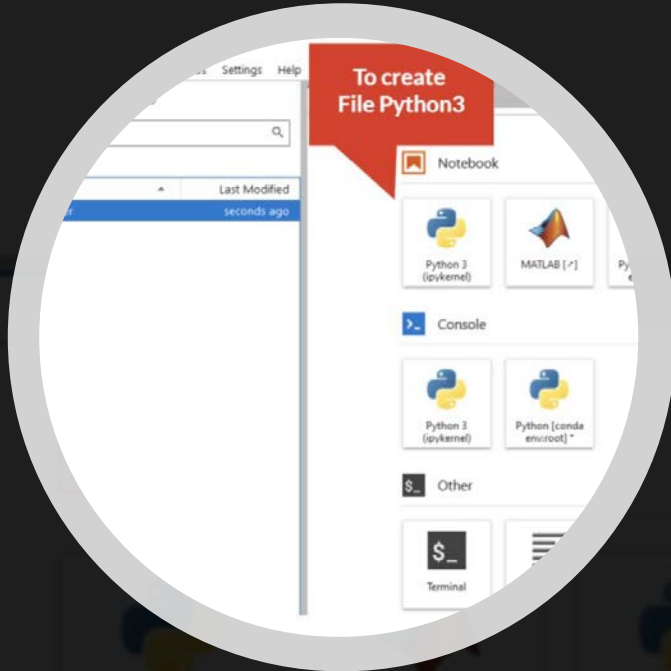 Settings Help
To create
File Python3
Last Modified
seconds ago
Notebook
Python 3
(ipykernel)
MATLAB [↗]
Console
Python 3
(ipykernel)
Python [conda
env:root] *
$_ Other
$_
Terminal